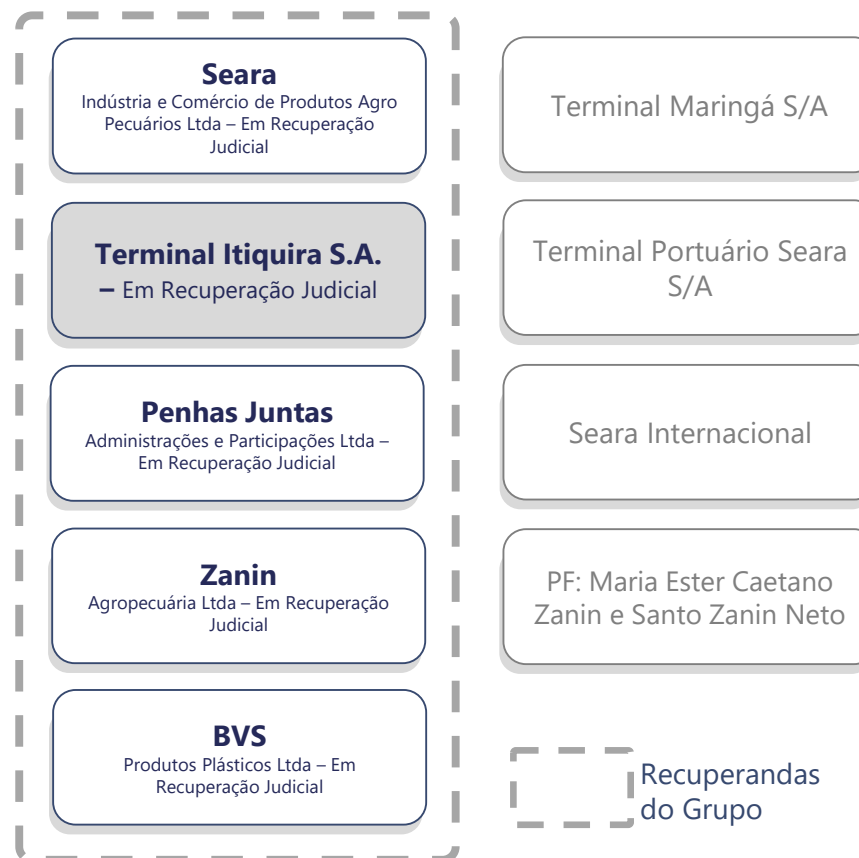 Seara
Indústria e Comércio de Produtos Agro
Pecuários Ltda – Em Recuperação
Judicial
Terminal Itiquira S.A.
– Em Recuperação Judicial
Penhas Juntas
Administrações e Participações Ltda –
Em Recuperação Judicial
Zanin
Agropecuária Ltda – Em Recuperação
Judicial
BVS
Produtos Plásticos Ltda – Em
Recuperação Judicial
Terminal Maringá S/A
Terminal Portuário Seara
S/A
Seara Internacional
PF: Maria Ester Caetano
Zanin e Santo Zanin Neto
Recuperandas
do Grupo